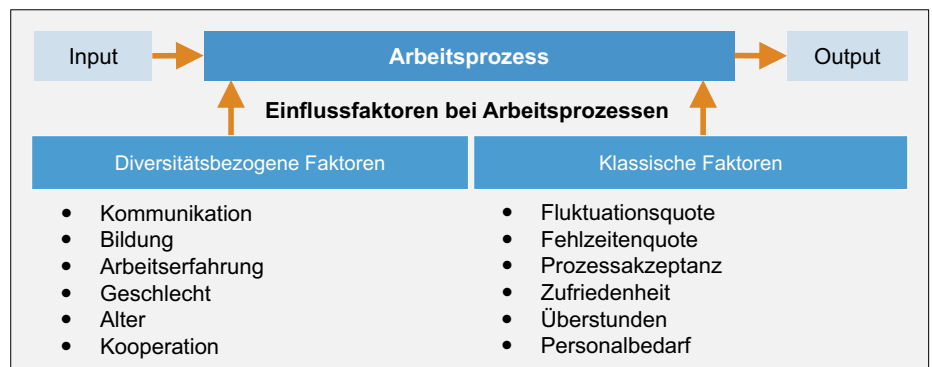 Input
Arbeitsprozess
Output
Einflussfaktoren bei Arbeitsprozessen
Diversitätsbezogene Faktoren
Klassische Faktoren
• Kommunikation
• Bildung
• Arbeitserfahrung
• Geschlecht
• Alter
• Kooperation
• Fluktuationsquote
• Fehlzeitenquote
• Prozessakzeptanz
• Zufriedenheit
• Überstunden
• Personalbedarf